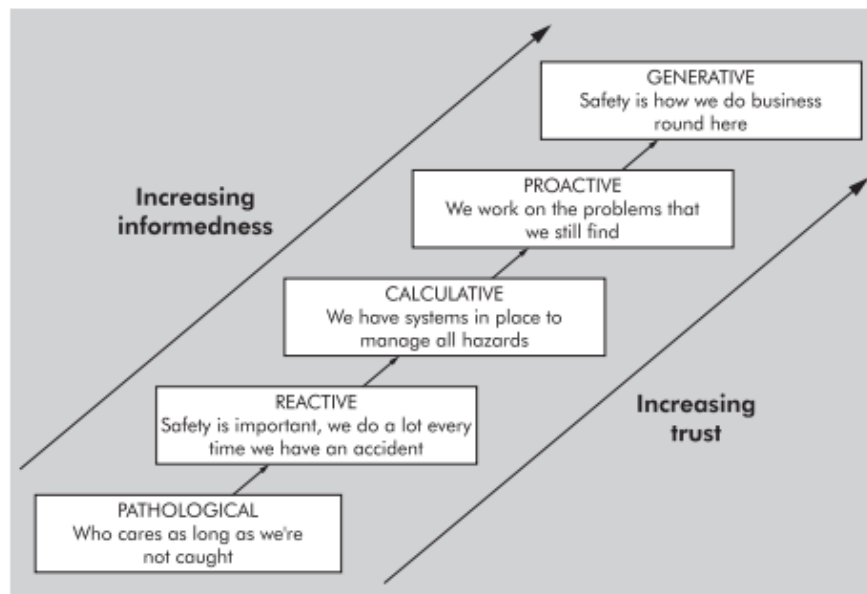 GENERATIVE
Safety is how we do business
round here
PROACTIVE
We work on the problems that
we still find
Increasing
informedness
CALCULATIVE
We have systems in place to
manage all hazards
REACTIVE
Safety is important, we do a lot every
time we have an accident
Increasing
trust
PATHOLOGICAL
Who cares as long as we're
not caught